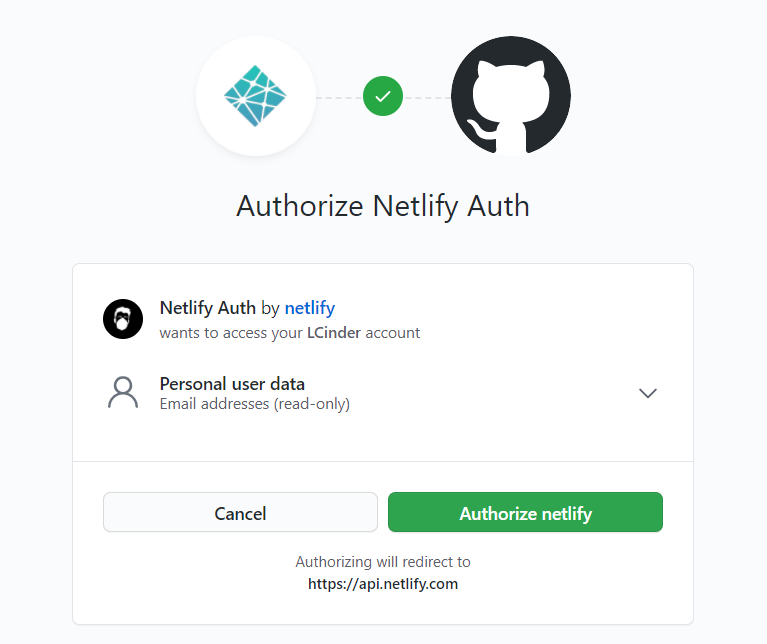 Authorize Netlify Auth
Netlify Auth by netlify
wants to access your LCinder account
Personal user data
Email addresses (read-only)
Cancel
Authorize netlify
Authorizing will redirect to
https://api.netlify.com